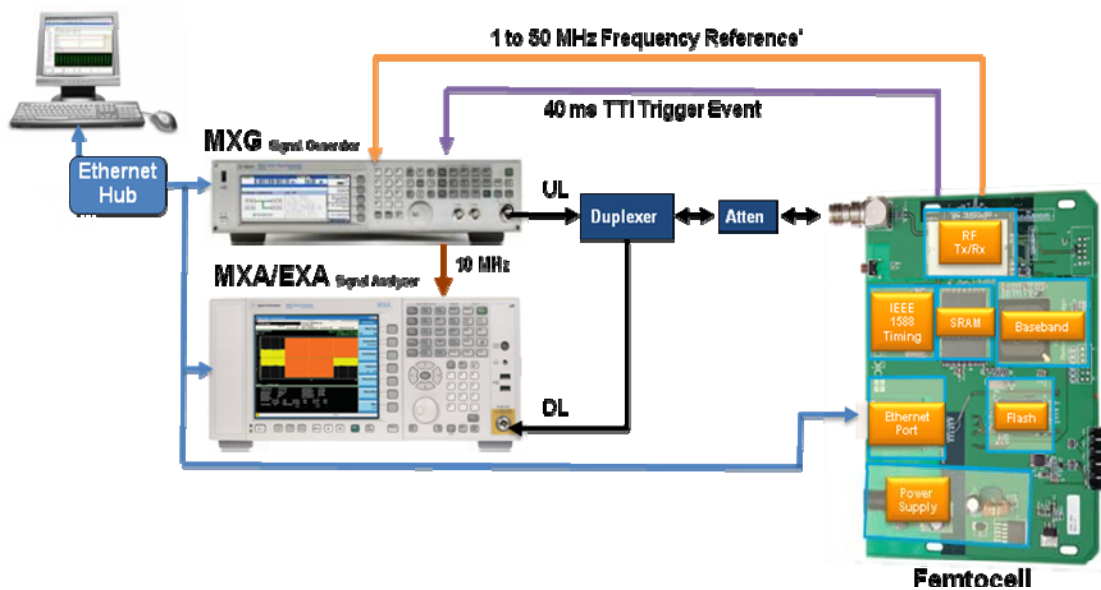 1 to 50 MHz Frequency Reference'
40 ms TTI Trigger Event
MXG Signal Generator
Ethernet
Hub
UL
Duplexer
Atten
RF
Tx/Rx
10 MHz
MXA/EXA Signal Analyzer
MXA
IEEE
1588
Timing
SRAM
Baseband
DL
Ethernet
Port
Flash
Power
Supply
Femtocell